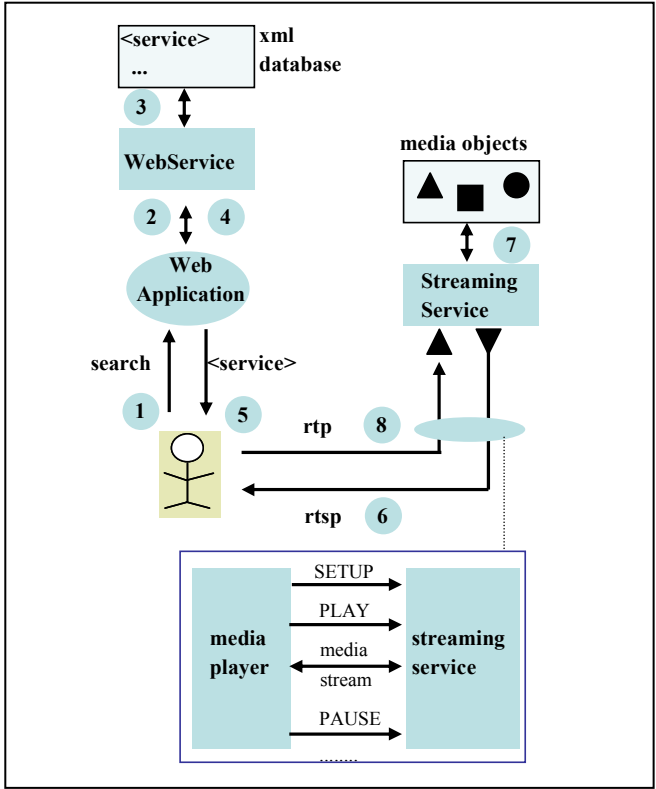 <service>
...
xml
database
3
WebService
2
4
Web
Application
search
<service>
1
5
media objects
7
Streaming
Service
rtp
8
rtsp
6
media
player
SETUP
PLAY
media
stream
PAUSE
........
streaming
service